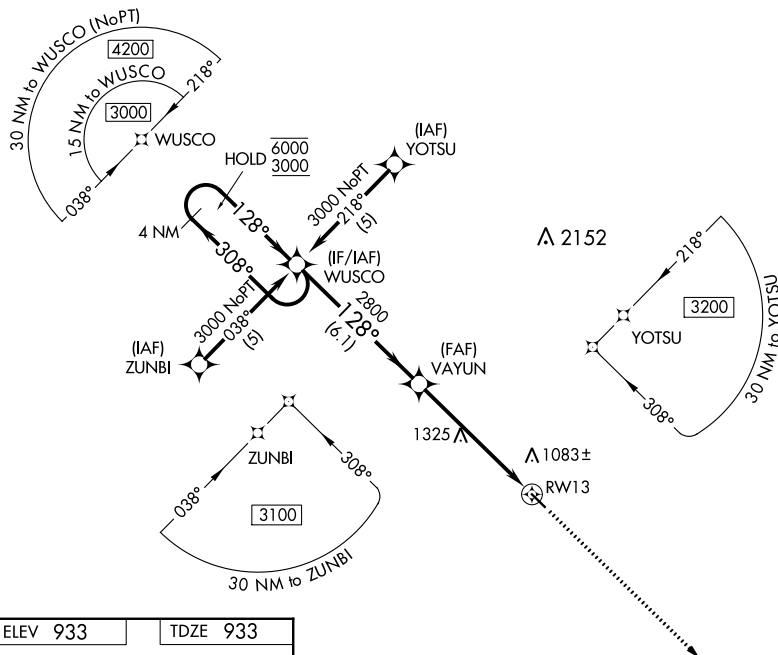 30 NM to WUSCO (NoPT)
4200
218°
15 NM to WUSCO
3000
WUSCO
038°
HOLD
6000
3000
(IAF)
YOTSU
3000 NoPT
218°
(5)
2152
128°
4 NM
308°
(IF/IAF)
WUSCO
218°
3200
YOTSU
30 NM to YOTSU
308°
3000 NoPT
038°
(5)
(IAF)
ZUNBI
2800
128°
(6.1)
(FAF)
VAYUN
1325
1083±
RW13
ZUNBI
038°
308°
3100
30 NM to ZUNBI
ELEV 933
TDZE 933